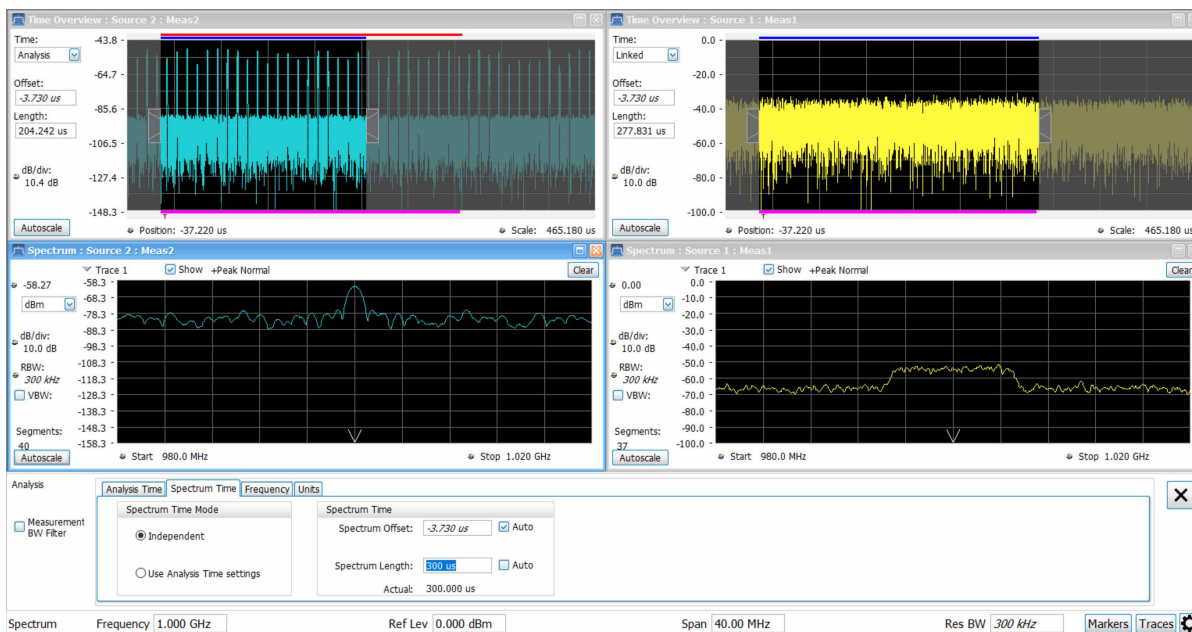 Time Overview : Source 2 : Meas2
Time:
Analysis
Offset:
-3.730 us
Length:
204.242 us
dB/div:
10.4 dB
Autoscale
-43.8
-64.7
-85.6
-106.5
-127.4
-148.3
Position: -37.220 us
Scale: 465.180 us
Time Overview : Source 1 : Meas1
Time:
Linked
Offset:
-3.730 us
Length:
277.831 us
dB/div:
10.0 dB
Autoscale
0.0
-20.0
-40.0
-60.0
-80.0
-100.0
Position: -37.220 us
Scale: 465.180 us
Spectrum : Source 2 : Meas2
Trace 1 Show +Peak Normal Clear
-58.27
dBm
dB/div:
10.0 dB
RBW:
300 kHz
VBW:
Segments:
40
Autoscale
-58.3
-68.3
-78.3
-88.3
-98.3
-108.3
-118.3
-128.3
-138.3
-148.3
-158.3
Start 980.0 MHz
Stop 1.020 GHz
Spectrum : Source 1 : Meas1
Trace 1 Show +Peak Normal Clear
0.00
dBm
dB/div:
10.0 dB
RBW:
300 kHz
VBW:
Segments:
37
Autoscale
0.0
-10.0
-20.0
-30.0
-40.0
-50.0
-60.0
-70.0
-80.0
-90.0
-100.0
Start 980.0 MHz
Stop 1.020 GHz
Analysis
Measurement
BW Filter
Analysis Time Spectrum Time Frequency Units
Spectrum Time Mode
Independent
Use Analysis Time settings
Spectrum Time
Spectrum Offset: -3.730 us Auto
Spectrum Length: 300 us Auto
Actual: 300.000 us
Spectrum Frequency 1.000 GHz Ref Lev 0.000 dBm Span 40.00 MHz Res BW 300 kHz Markers Traces